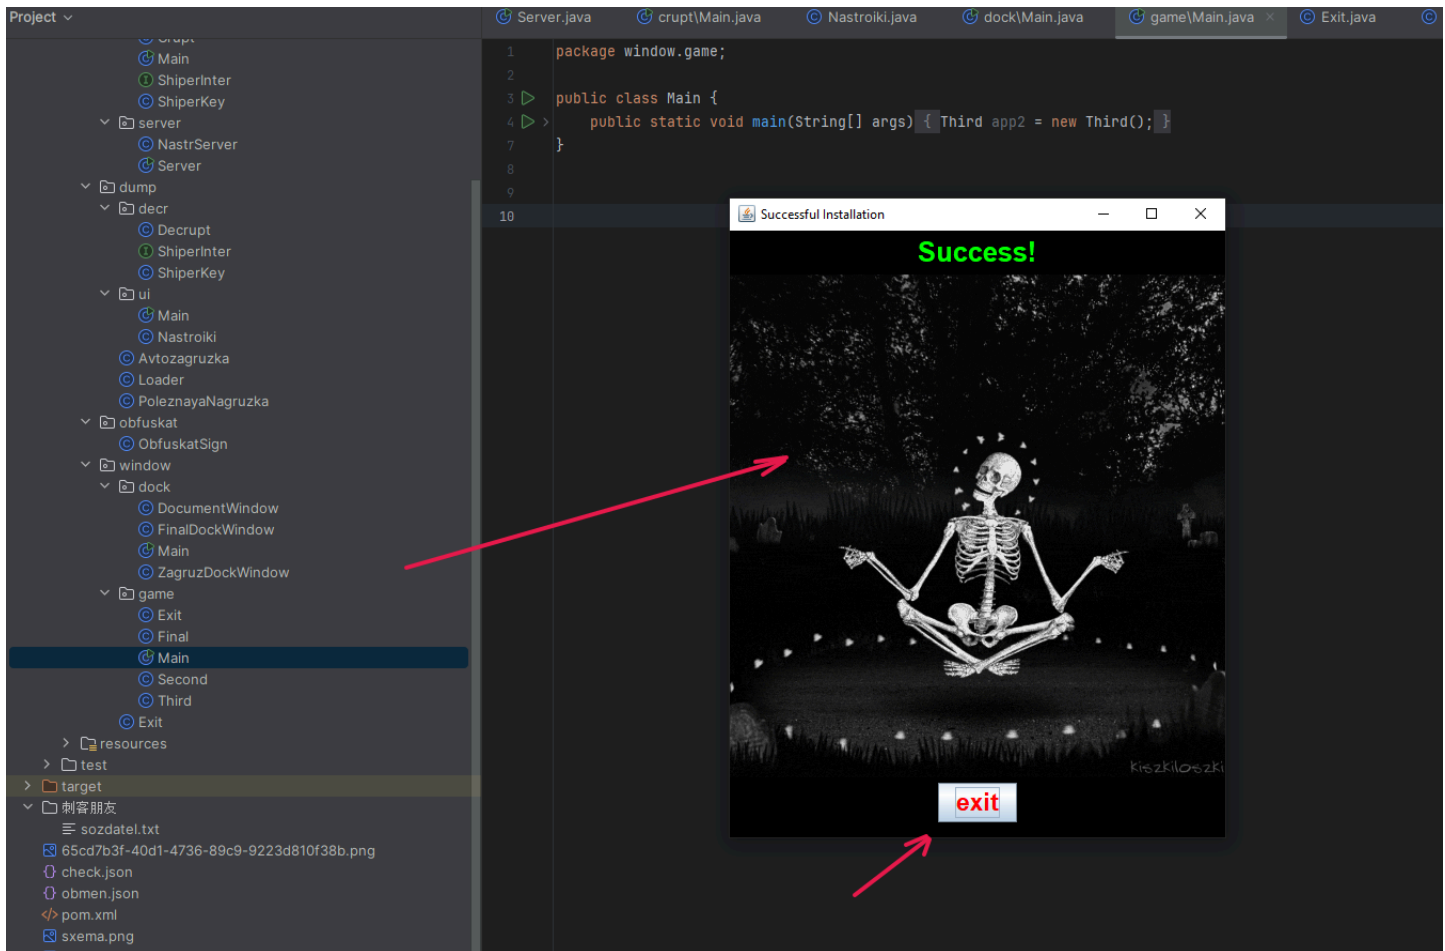 Project
Server.java crupt\Main.java Nastroiki.java dock\Main.java game\Main.java Exit.java
Crupt
Main
ShiperInter
ShiperKey
server
NastrServer
Server
dump
decr
Decrupt
ShiperInter
ShiperKey
ui
Main
Nastroiki
Avtozagruzka
Loader
PoleznayaNagruzka
obfuskat
ObfuskatSign
window
dock
DocumentWindow
FinalDockWindow
Main
ZagruzDockWindow
game
Exit
Final
Main
Second
Third
Exit
resources
test
target
刺客朋友
sozdatel.txt
65cd7b3f-40d1-4736-89c9-9223d810f38b.png
check.json
obmen.json
pom.xml
sxema.png
1 package window.game;
2
3 public class Main {
4 public static void main(String[] args) { Third app2 = new Third(); }
7 }
8
9
10
Successful Installation
Success!
kiszkiloszki
exit